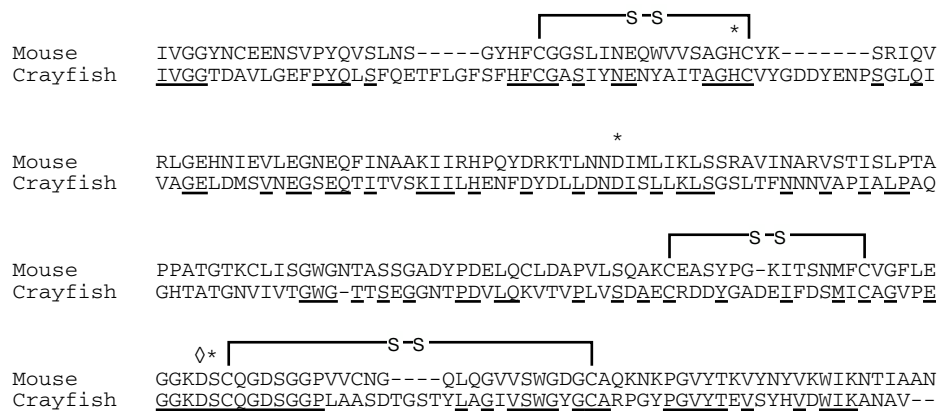 S-S
*
Mouse IVGGYNCEENSVPYQVSLNS-----GYHFCGGSLINEQWVVSAGHCYK-------SRIQV
Crayfish IVGGTDAVLGEFPYQLSFQETFLGFSFHFCGASIYNENYAITAGHCVYGDDYENPSGLQI
*
Mouse RLGEHNIEVLEGNEQFINAAKIIRHPQYDRKTLNNDIMLIKLSSRAVINARVSTISLPTA
Crayfish VAGELDMSVNEGSEQTITVSKIILHENFDYDLLDNDISLLKLSGSLTFNNNVAPIALPAQ
S-S
Mouse PPATGTKCLISGWGNTASSGADYPDELQCLDAPVLSQAKCEASYPG-KITSNMFCVGFLE
Crayfish GHTATGNVIVTGWG-TTSEGGNTPDVLQKVTVPLVSDAECRDDYGADEIFDSMICAGVPE
S-S
◊*
Mouse GGKDSCQGDSGGPVVCNG----QLQGVVSWGDGCAQKNKPGVYTKVYNYVKWIKNTIAAN
Crayfish GGKDSCQGDSGGPLAASDTGSTYLAGIVSWGYGCARPGYPGVYTEVSYHVDWIKANAV--